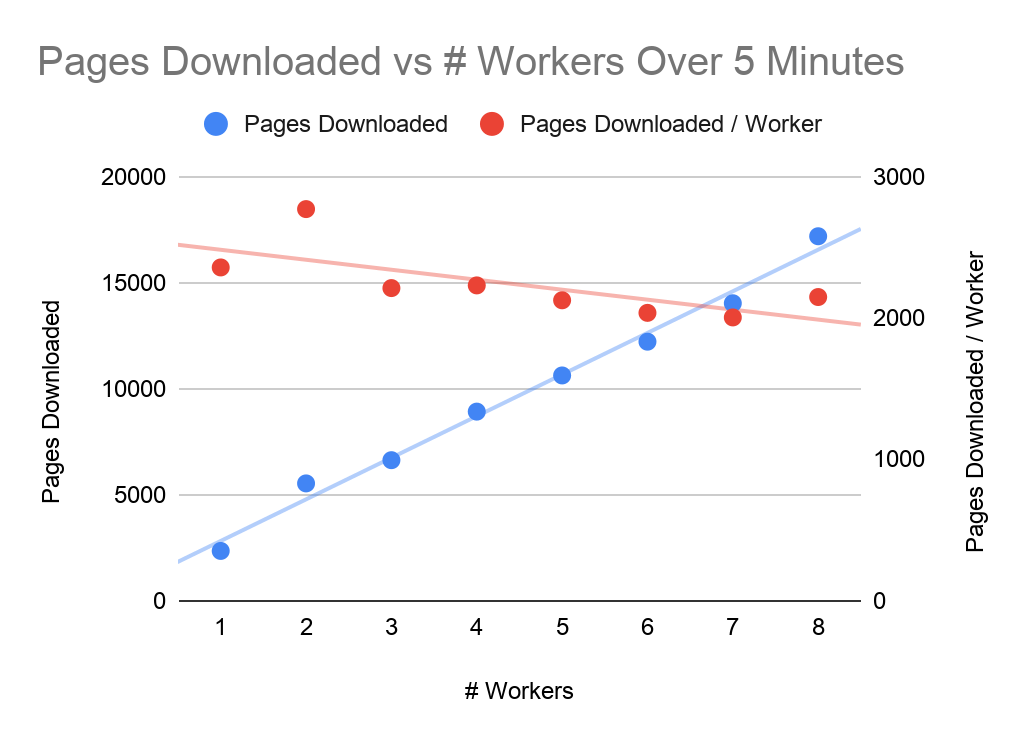 Pages Downloaded vs # Workers Over 5 Minutes
Pages Downloaded
Pages Downloaded / Worker
20000
15000
10000
5000
0
3000
2000
1000
0
Pages Downloaded
Pages Downloaded / Worker
1 2 3 4 5 6 7 8
# Workers